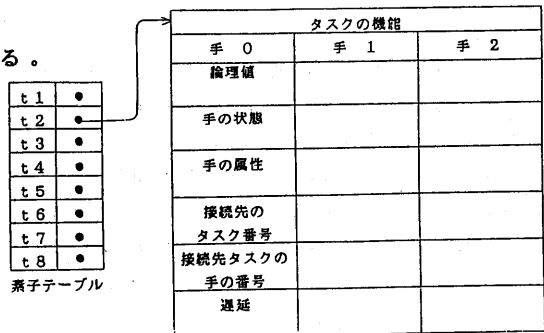 る。
タスクの機能
手 0 手 1 手 2
論理値
手の状態
手の属性
接続先の
タスク番号
接続先タスクの
手の番号
遅延
t1
t2
t3
t4
t5
t6
t7
t8
素子テーブル